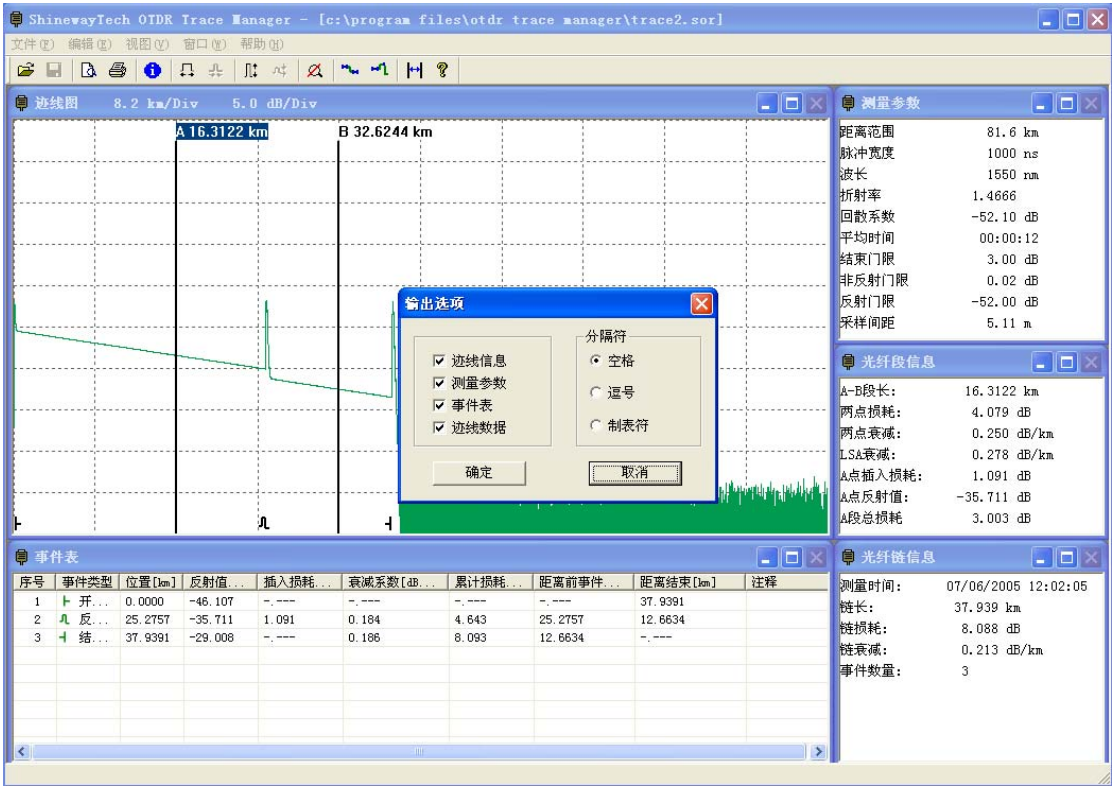 ShinewayTech OTDR Trace Manager - [c:\program files\otdr trace manager\trace2.sor]
文件(F) 编辑(E) 视图(V) 窗口(W) 帮助(H)
迹线图 8.2 km/Div 5.0 dB/Div
A 16.3122 km B 32.6244 km
测量参数
距离范围 81.6 km
脉冲宽度 1000 ns
波长 1550 nm
折射率 1.4666
回散系数 -52.10 dB
平均时间 00:00:12
结束门限 3.00 dB
非反射门限 0.02 dB
反射门限 -52.00 dB
采样间距 5.11 m
输出选项
迹线信息
测量参数
事件表
迹线数据
分隔符
空格
逗号
制表符
确定 取消
光纤段信息
A-B段长: 16.3122 km
两点损耗: 4.079 dB
两点衰减: 0.250 dB/km
LSA衰减: 0.278 dB/km
A点插入损耗: 1.091 dB
A点反射值: -35.711 dB
A段总损耗 3.003 dB
事件表
序号 事件类型 位置[km] 反射值... 插入损耗... 衰减系数[dB... 累计损耗... 距离前事件... 距离结束[km] 注释
1 开... 0.0000 -46.107 -.--- -.--- -.--- -.--- 37.9391
2 反... 25.2757 -35.711 1.091 0.184 4.643 25.2757 12.6634
3 结... 37.9391 -29.008 -.--- 0.186 8.093 12.6634 -.---
光纤链信息
测量时间: 07/06/2005 12:02:05
链长: 37.939 km
链损耗: 8.088 dB
链衰减: 0.213 dB/km
事件数量: 3